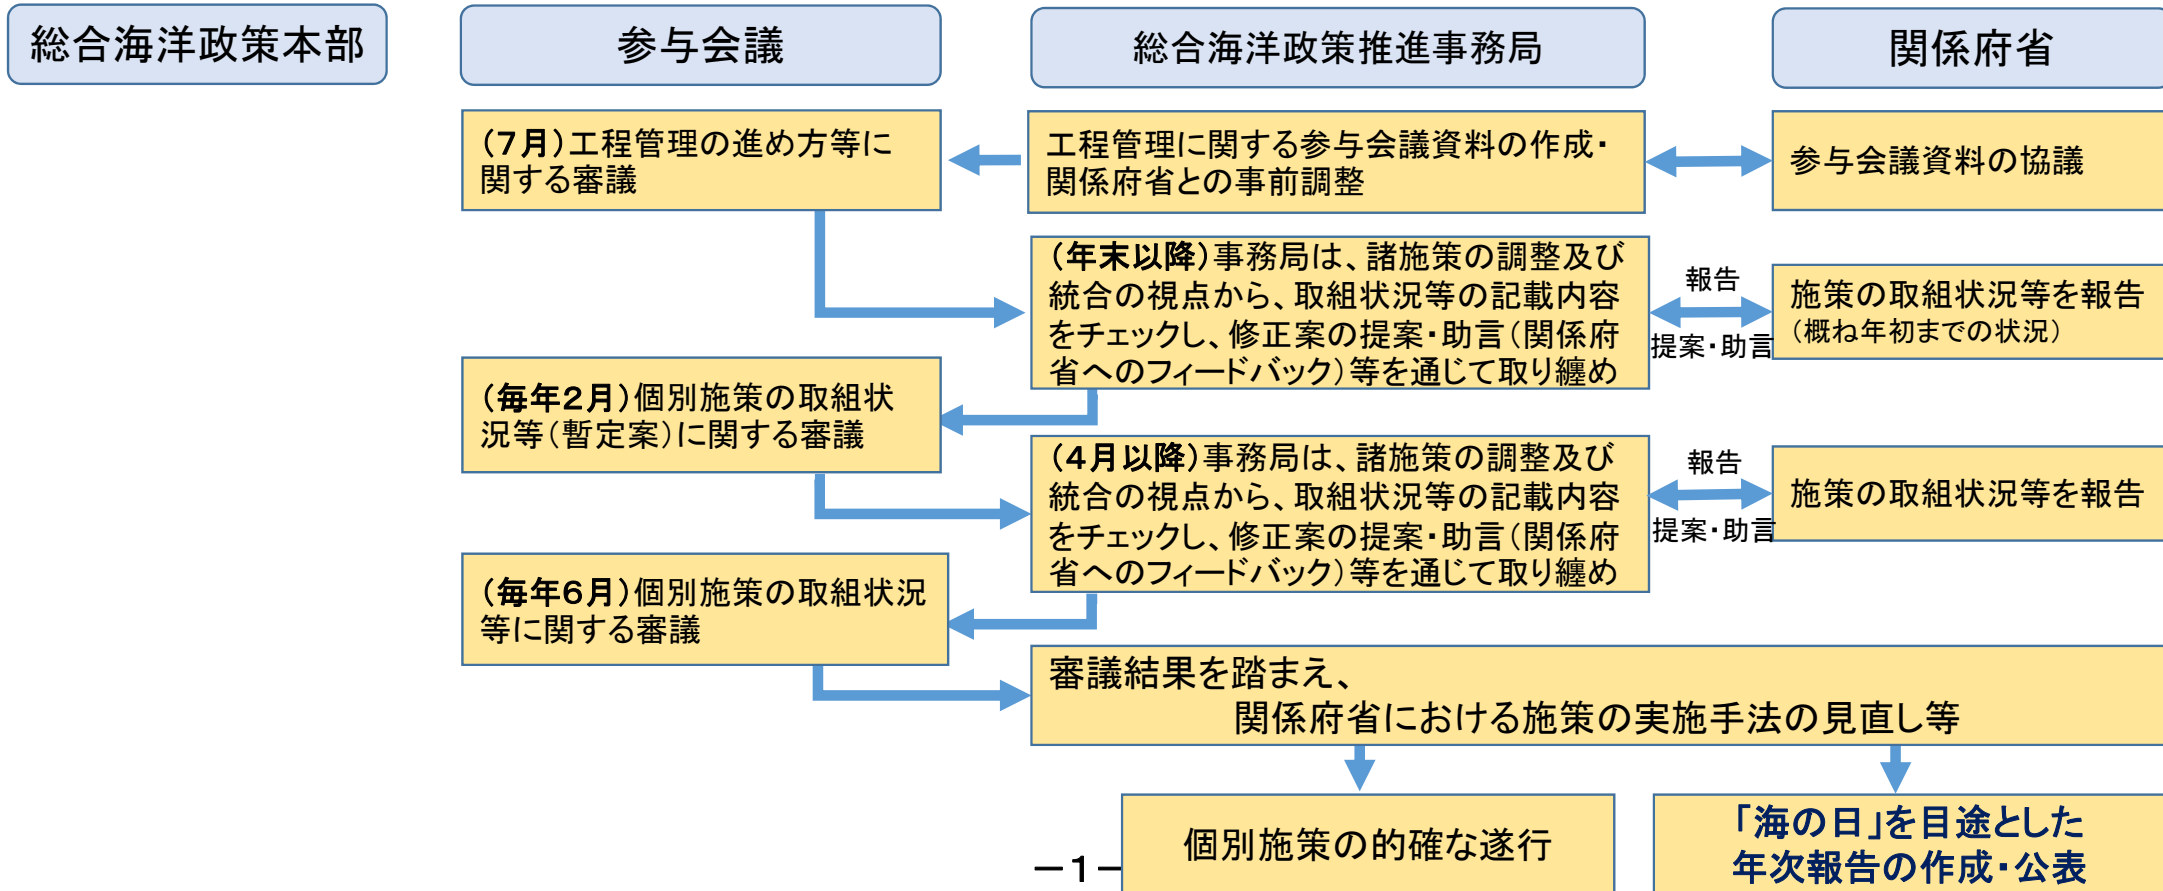 総合海洋政策本部
参与会議
総合海洋政策推進事務局
関係府省
(7月)工程管理の進め方等に
関する審議
工程管理に関する参与会議資料の作成・
関係府省との事前調整
参与会議資料の協議
(年末以降)事務局は、諸施策の調整及び
統合の視点から、取組状況等の記載内容
をチェックし、修正案の提案・助言(関係府
省へのフィードバック)等を通じて取り纏め
報告
提案・助言
施策の取組状況等を報告
(概ね年初までの状況)
(毎年2月)個別施策の取組状
況等(暫定案)に関する審議
(4月以降)事務局は、諸施策の調整及び
統合の視点から、取組状況等の記載内容
をチェックし、修正案の提案・助言(関係府
省へのフィードバック)等を通じて取り纏め
報告
提案・助言
施策の取組状況等を報告
(毎年6月)個別施策の取組状況
等に関する審議
審議結果を踏まえ、
関係府省における施策の実施手法の見直し等
個別施策の的確な遂行
「海の日」を目途とした
年次報告の作成・公表
-1-